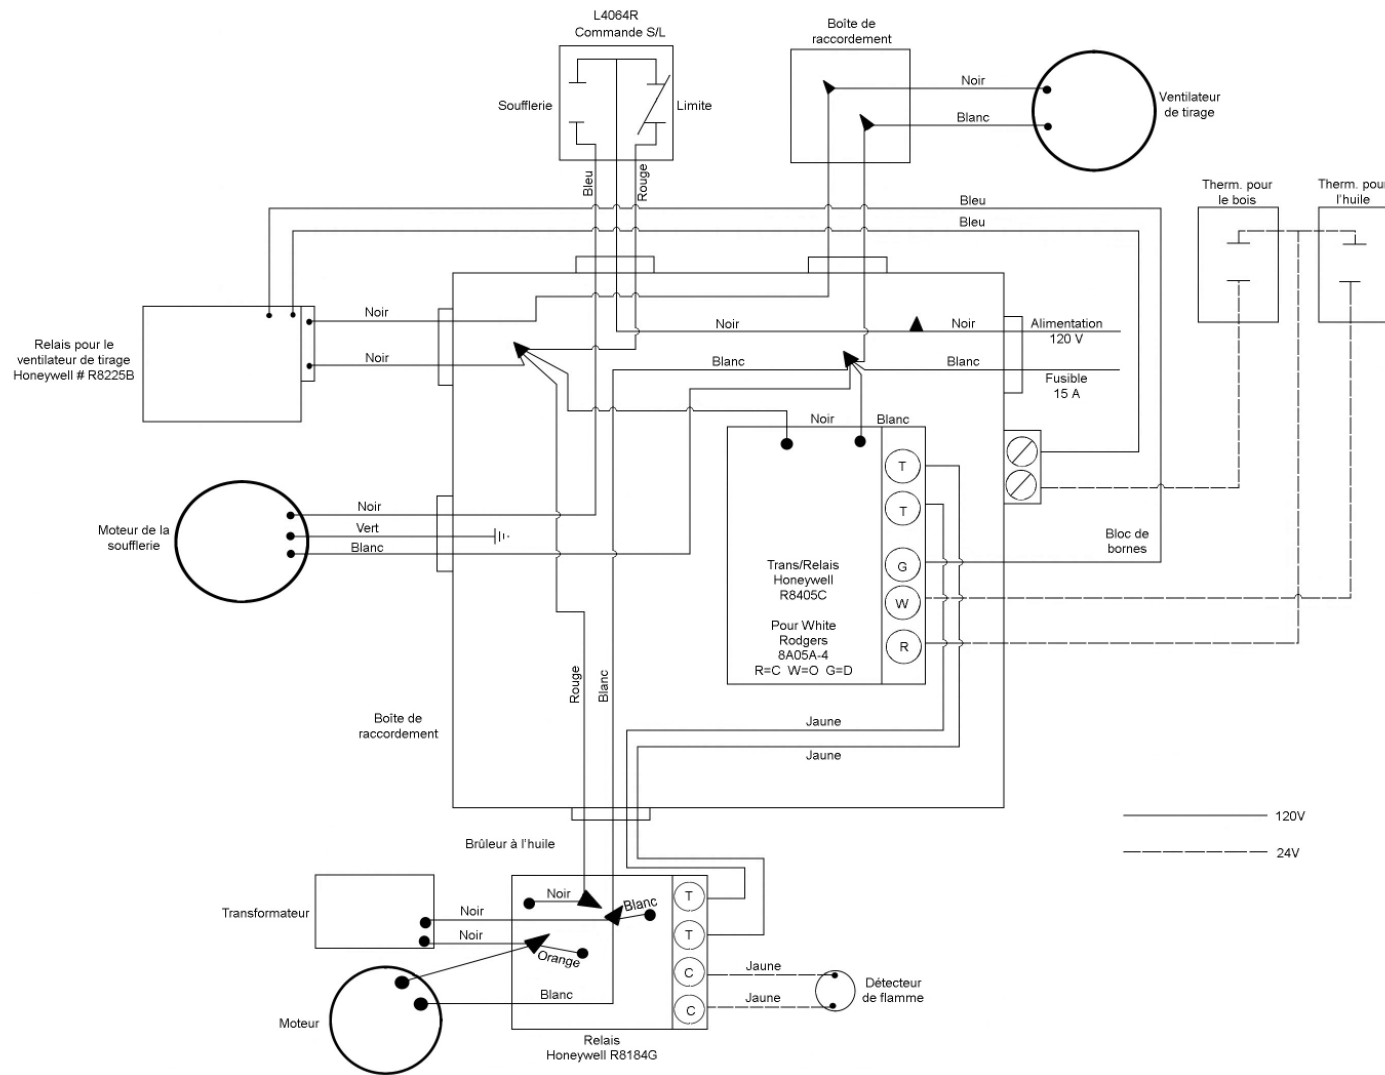 L4064R
Commande S/L
Boîte de
raccordement
Soufflerie
Limite
Noir
Blanc
Ventilateur
de tirage
Bleu
Rouge
Therm. pour
le bois
Therm. pour
l'huile
Bleu
Bleu
Noir
Noir
Relais pour le
ventilateur de tirage
Honeywell # R8225B
Noir
Noir
Alimentation
120 V
Blanc
Blanc
Fusible
15 A
Noir
Blanc
T
T
G
W
R
Trans/Relais
Honeywell
R8405C
Pour White
Rodgers
8A05A-4
R=C W=O G=D
Bloc de
bornes
Moteur de la
soufflerie
Noir
Vert
Blanc
Rouge
Blanc
Boîte de
raccordement
Jaune
Jaune
120V
24V
Brûleur à l'huile
Transformateur
Noir
Noir
Noir
Blanc
Orange
Blanc
Moteur
T
T
C
C
Jaune
Jaune
Détecteur
de flamme
Relais
Honeywell R8184G